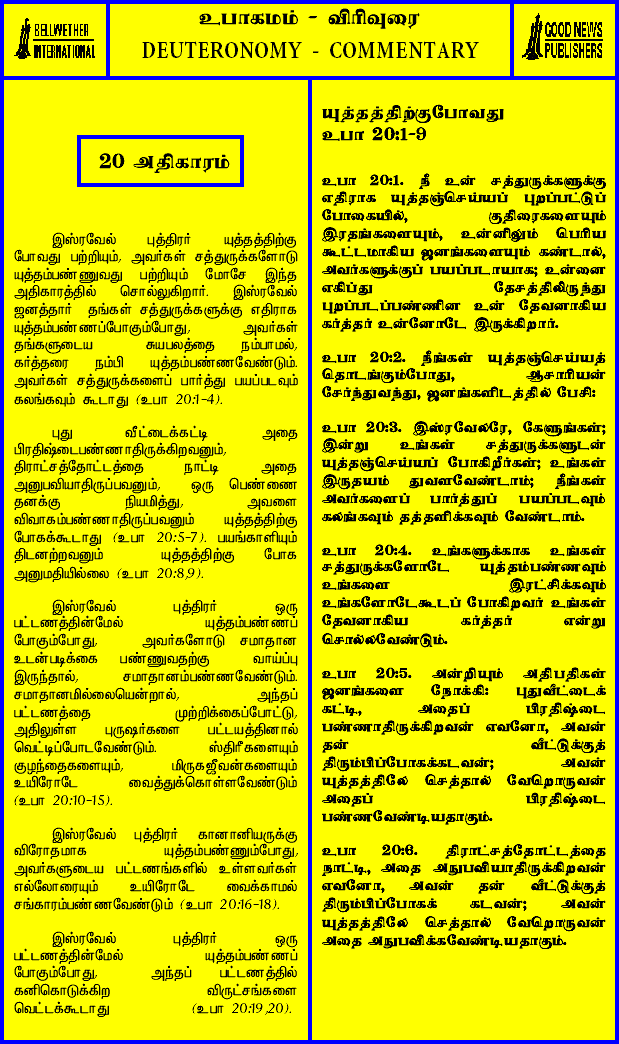 BELLWETHER
INTERNATIONAL
உபாகமம் - விரிவுரை
DEUTERONOMY - COMMENTARY
GOOD NEWS
PUBLISHERS
20 அதிகாரம்
இஸ்ரவேல் புத்திரர் யுத்தத்திற்கு
போவது பற்றியும், அவர்கள் சத்துருக்களோடு
யுத்தம்பண்ணுவது பற்றியும் மோசே இந்த
அதிகாரத்தில் சொல்லுகிறார். இஸ்ரவேல்
ஜனத்தார் தங்கள் சத்துருக்களுக்கு எதிராக
யுத்தம்பண்ணப்போகும்போது, அவர்கள்
தங்களுடைய சுயபலத்தை நம்பாமல்,
கர்த்தரை நம்பி யுத்தம்பண்ணவேண்டும்.
அவர்கள் சத்துருக்களைப் பார்த்து பயப்படவும்
கலங்கவும் கூடாது (உபா 20:1-4).
புது வீட்டைக்கட்டி அதை
பிரதிஷ்டைபண்ணாதிருக்கிறவனும்,
திராட்சத்தோட்டத்தை நாட்டி அதை
அனுபவியாதிருப்பவனும், ஒரு பெண்ணை
தனக்கு நியமித்து, அவளை
விவாகம்பண்ணாதிருப்பவனும் யுத்தத்திற்கு
போகக்கூடாது (உபா 20:5-7). பயங்காளியும்
திடனற்றவனும் யுத்தத்திற்கு போக
அனுமதியில்லை (உபா 20:8,9).
இஸ்ரவேல் புத்திரர் ஒரு
பட்டணத்தின்மேல் யுத்தம்பண்ணப்
போகும்போது, அவர்களோடு சமாதான
உடன்படிக்கை பண்ணுவதற்கு வாய்ப்பு
இருந்தால், சமாதானம்பண்ணவேண்டும்.
சமாதானமில்லையென்றால், அந்தப்
பட்டணத்தை முற்றிக்கைப்போட்டு,
அதிலுள்ள புருஷர்களை பட்டயத்தினால்
வெட்டிப்போடவேண்டும். ஸ்திரீகளையும்
குழந்தைகளையும், மிருகஜீவன்களையும்
உயிரோடே வைத்துக்கொள்ளவேண்டும்
(உபா 20:10-15).
இஸ்ரவேல் புத்திரர் கானானியருக்கு
விரோதமாக யுத்தம்பண்ணும்போது,
அவர்களுடைய பட்டணங்களில் உள்ளவர்கள்
எல்லோரையும் உயிரோடே வைக்காமல்
சங்காரம்பண்ணவேண்டும் (உபா 20:16-18).
இஸ்ரவேல் புத்திரர் ஒரு
பட்டணத்தின்மேல் யுத்தம்பண்ணப்
போகும்போது, அந்தப் பட்டணத்தில்
கனிகொடுக்கிற விருட்சங்களை
வெட்டக்கூடாது (உபா 20:19,20).
யுத்தத்திற்குபோவது
உபா 20:1-9
உபா 20:1. நீ உன் சத்துருக்களுக்கு
எதிராக யுத்தஞ்செய்யப் புறப்பட்டுப்
போகையில், குதிரைகளையும்
இரதங்களையும், உன்னிலும் பெரிய
கூட்டமாகிய ஜனங்களையும் கண்டால்,
அவர்களுக்குப் பயப்படாயாக; உன்னை
எகிப்து தேசத்திலிருந்து
புறப்படப்பண்ணின உன் தேவனாகிய
கர்த்தர் உன்னோடே இருக்கிறார்.
உபா 20:2. நீங்கள் யுத்தஞ்செய்யத்
தொடங்கும்போது, ஆசாரியன்
சேர்ந்துவந்து, ஜனங்களிடத்தில் பேசி:
உபா 20:3. இஸ்ரவேலரே, கேளுங்கள்;
இன்று உங்கள் சத்துருக்களுடன்
யுத்தஞ்செய்யப் போகிறீர்கள்; உங்கள்
இருதயம் துவளவேண்டாம்; நீங்கள்
அவர்களைப் பார்த்துப் பயப்படவும்
கலங்கவும் தத்தளிக்கவும் வேண்டாம்.
உபா 20:4. உங்களுக்காக உங்கள்
சத்துருக்களோடே யுத்தம்பண்ணவும்
உங்களை இரட்சிக்கவும்
உங்களோடேகூடப் போகிறவர் உங்கள்
தேவனாகிய கர்த்தர் என்று
சொல்லவேண்டும்.
உபா 20:5. அன்றியும் அதிபதிகள்
ஜனங்களை நோக்கி: புதுவீட்டைக்
கட்டி, அதைப் பிரதிஷ்டை
பண்ணாதிருக்கிறவன் எவனோ, அவன்
தன் வீட்டுக்குத்
திரும்பிப்போகக்கடவன்; அவன்
யுத்தத்திலே செத்தால் வேறொருவன்
அதைப் பிரதிஷ்டை
பண்ணவேண்டியதாகும்.
உபா 20:6. திராட்சத்தோட்டத்தை
நாட்டி, அதை அநுபவியாதிருக்கிறவன்
எவனோ, அவன் தன் வீட்டுக்குத்
திரும்பிப்போகக் கடவன்; அவன்
யுத்தத்திலே செத்தால் வேறொருவன்
அதை அநுபவிக்கவேண்டியதாகும்.